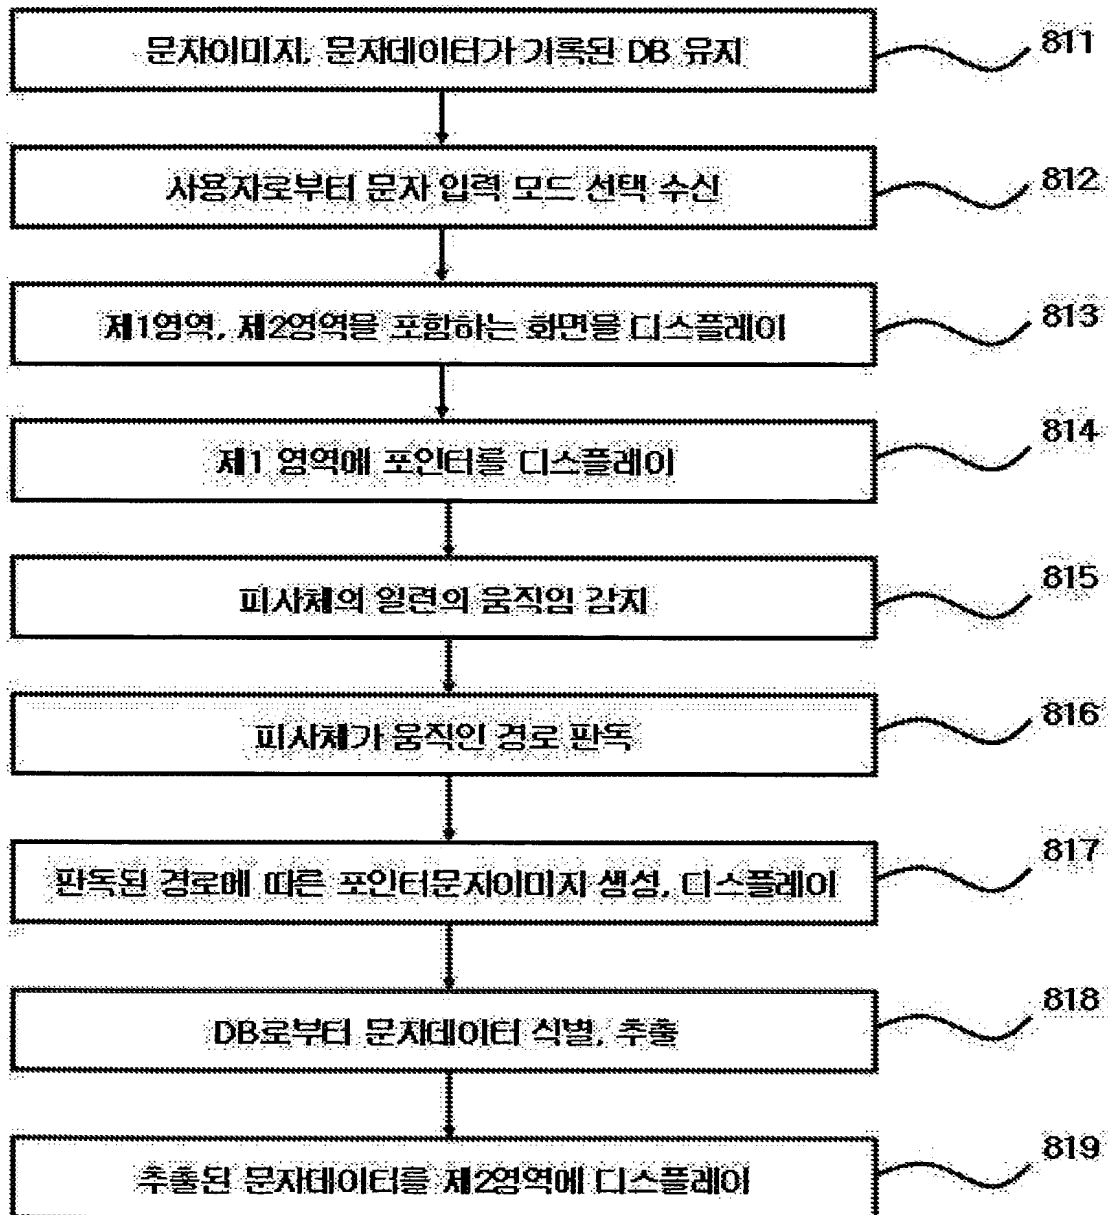 문자이미지, 문자데이터가 기록된 DB 유지
811
사용자로부터 문자 입력 모드 선택 수신
812
제1영역, 제2영역을 포함하는 화면을 디스플레이
813
제1 영역에 포인터를 디스플레이
814
피사체의 일련의 움직임 감지
815
피사체가 움직인 경로 판독
816
판독된 경로에 따른 포인터문자이미지 생성, 디스플레이
817
DB로부터 문자데이터 식별, 추출
818
추출된 문자데이터를 제2영역에 디스플레이
819